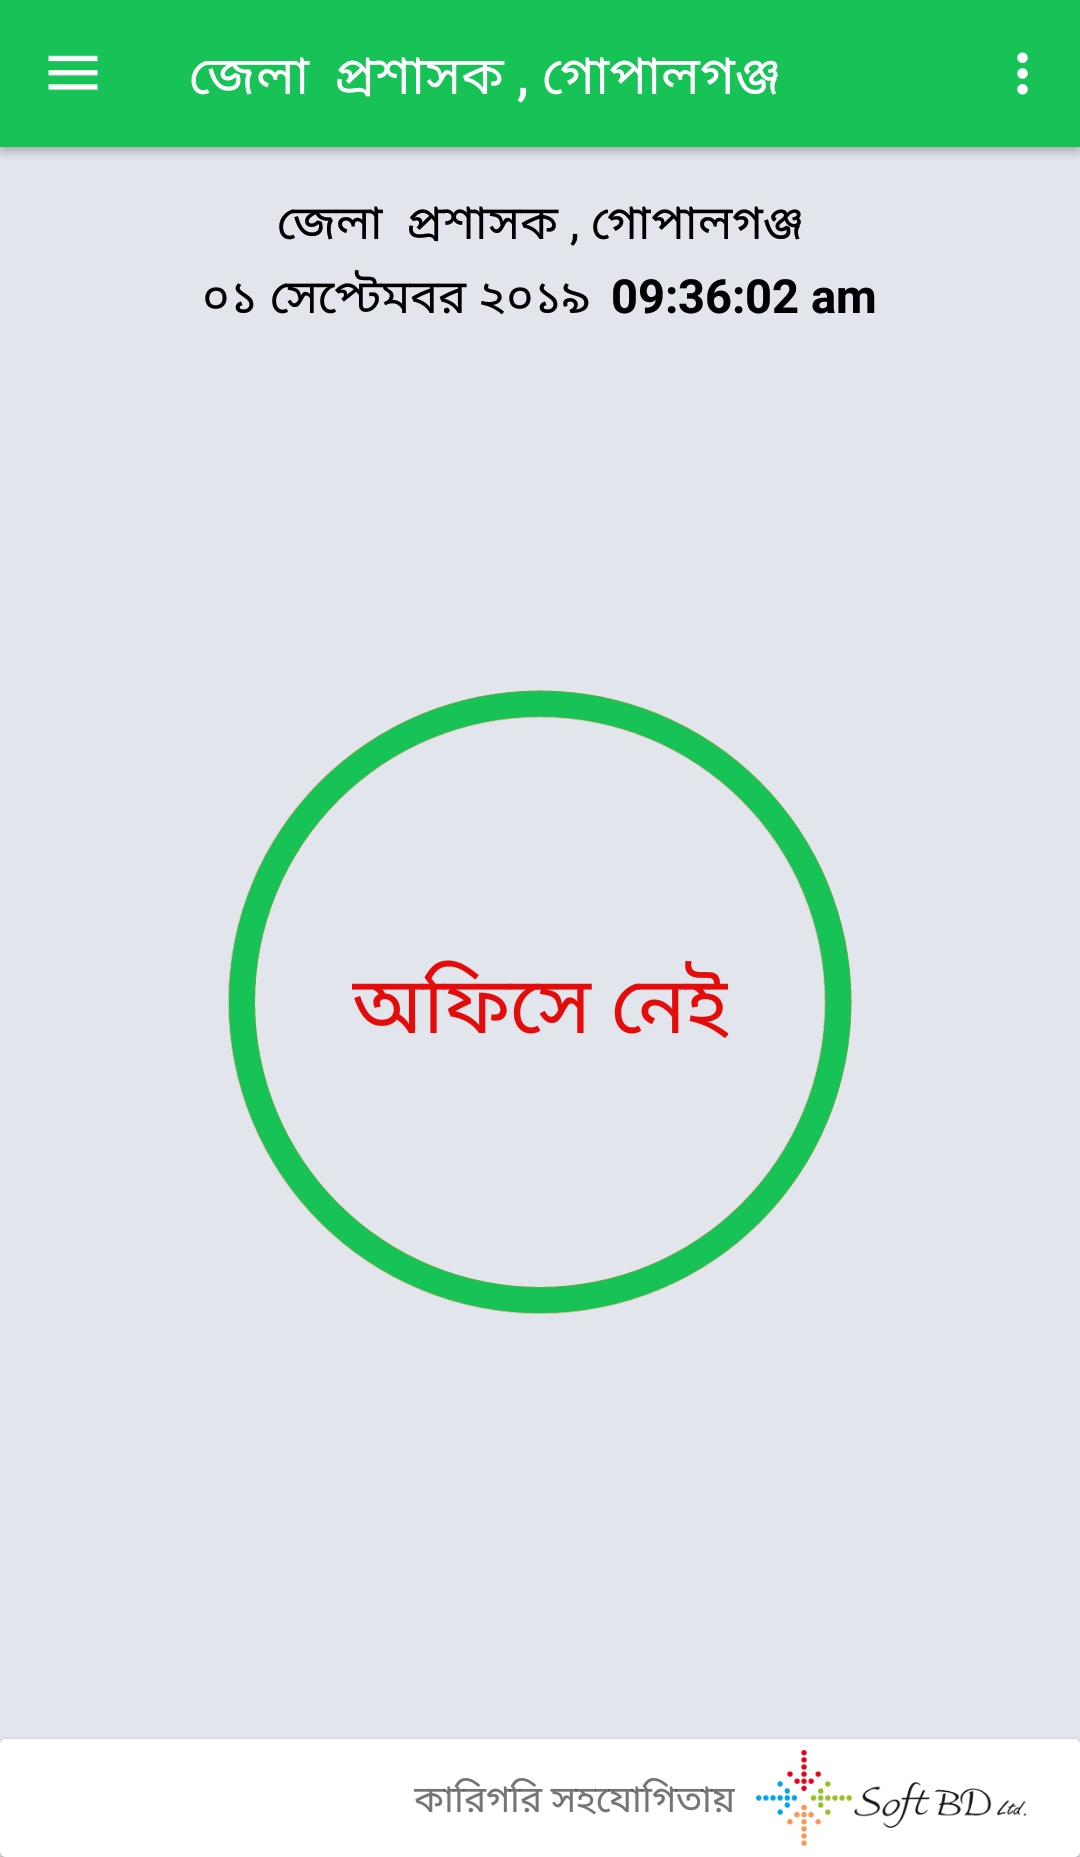 জেলা প্রশাসক , গোপালগঞ্জ
জেলা প্রশাসক , গোপালগঞ্জ
০১ সেপ্টেমবর ২০১৯ 09:36:02 am
অফিসে নেই
কারিগরি সহযোগিতায় Soft BD Ltd.